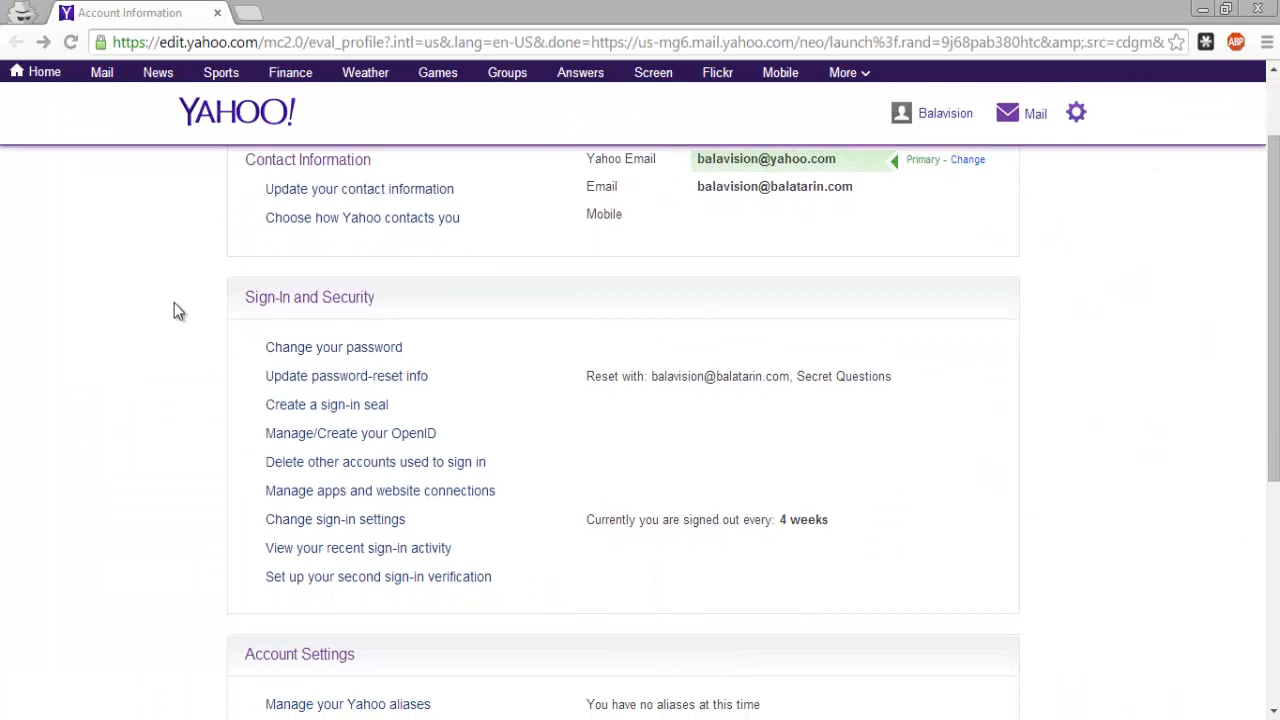 Account Information
https://edit.yahoo.com/mc2.0/eval_profile?.intl=us&.lang=en-US&.done=https://us-mg6.mail.yahoo.com/neo/launch%3f.rand=9j68pab380htc&amp;.src=cdgm&
ABP
Home Mail News Sports Finance Weather Games Groups Answers Screen Flickr Mobile More
YAHOO! Balavision Mail
Contact Information Yahoo Email balavision@yahoo.com Primary - Change
Update your contact information Email balavision@balatarin.com
Choose how Yahoo contacts you Mobile
Sign-In and Security
Change your password
Update password-reset info Reset with: balavision@balatarin.com, Secret Questions
Create a sign-in seal
Manage/Create your OpenID
Delete other accounts used to sign in
Manage apps and website connections
Change sign-in settings Currently you are signed out every: 4 weeks
View your recent sign-in activity
Set up your second sign-in verification
Account Settings
Manage your Yahoo aliases You have no aliases at this time